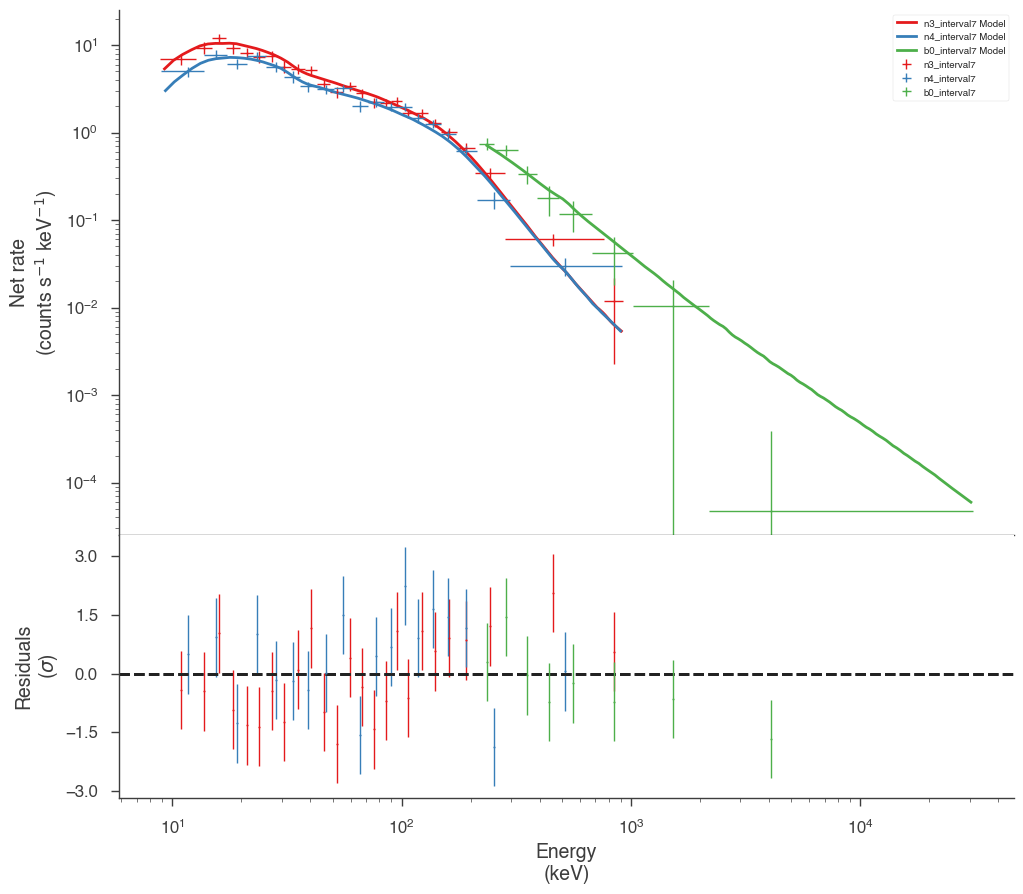 n3_interval7 Model
n4_interval7 Model
b0_interval7 Model
n3_interval7
n4_interval7
b0_interval7
10¹
10⁰
10⁻¹
10⁻²
10⁻³
10⁻⁴
Net rate
(counts s⁻¹ keV⁻¹)
3.0
1.5
0.0
−1.5
−3.0
Residuals
(σ)
10¹ 10² 10³ 10⁴
Energy
(keV)